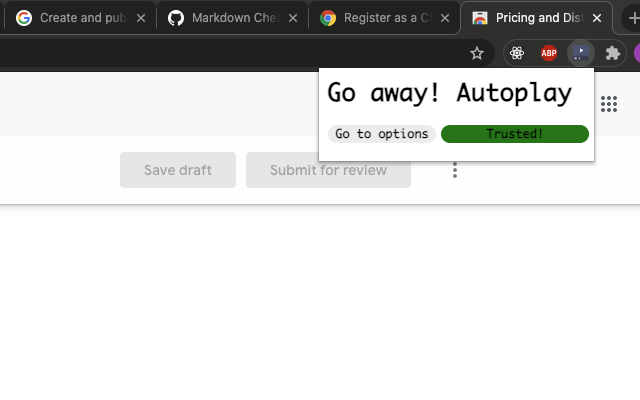 Create and pub
Markdown Che
Register as a C
Pricing and Dis
ABP
Go away! Autoplay
Go to options
Trusted!
Save draft
Submit for review